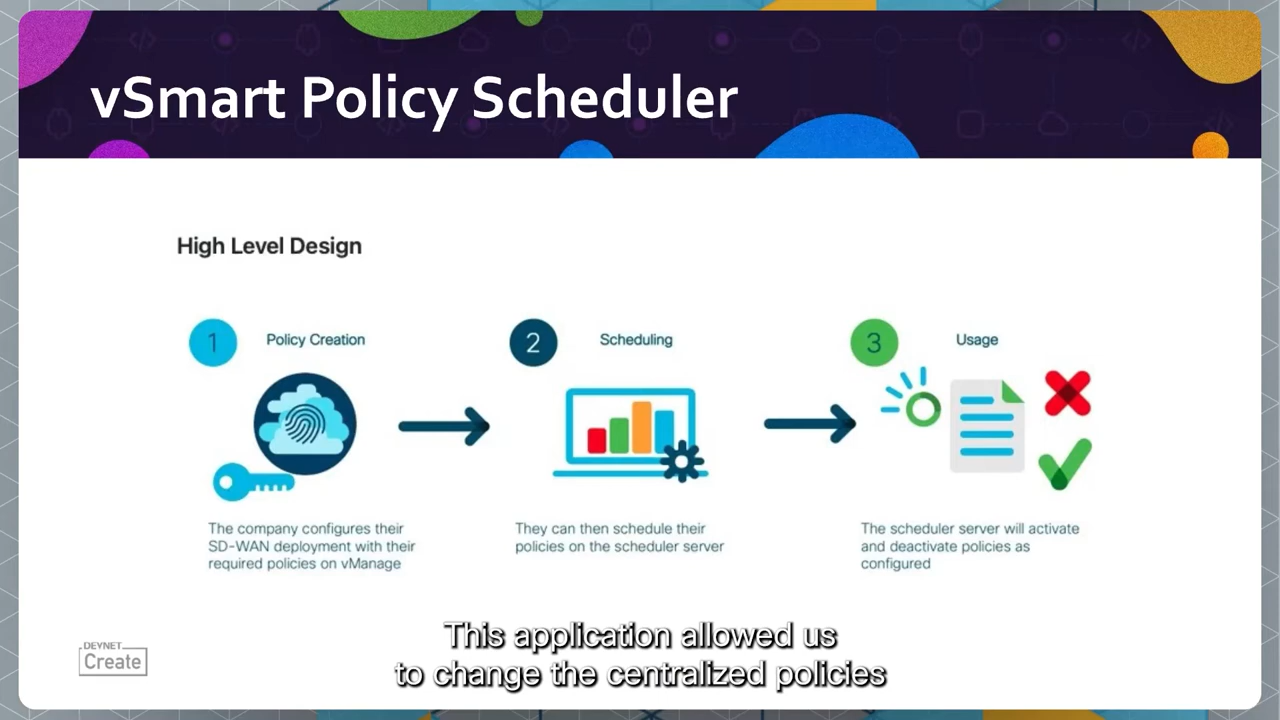 vSmart Policy Scheduler
High Level Design
1
Policy Creation
The company configures their
SD-WAN deployment with their
required policies on vManage
2
Scheduling
They can then schedule their
policies on the scheduler server
3
Usage
The scheduler server will activate
and deactivate policies as
configured
DEVNET
Create
This application allowed us
to change the centralized policies